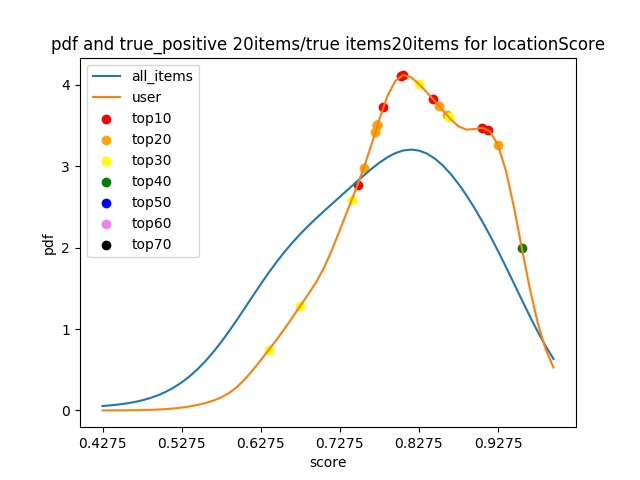 pdf and true_positive 20items/true items20items for locationScore
all_items
user
top10
top20
top30
top40
top50
top60
top70
pdf
4
3
2
1
0
0.4275 0.5275 0.6275 0.7275 0.8275 0.9275
score